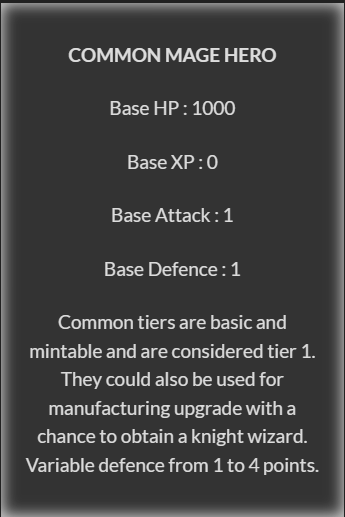 COMMON MAGE HERO
Base HP : 1000
Base XP : 0
Base Attack : 1
Base Defence : 1
Common tiers are basic and
mintable and are considered tier 1.
They could also be used for
manufacturing upgrade with a
chance to obtain a knight wizard.
Variable defence from 1 to 4 points.